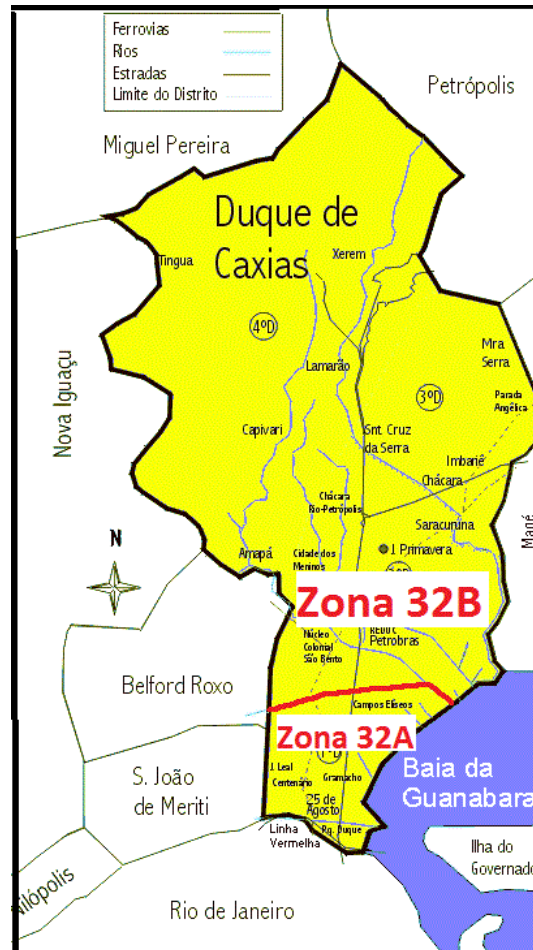 Ferrovias
Rios
Estradas
Limite do Distrito
Petrópolis
Miguel Pereira
Duque de
Caxias
Tingua
Xerem
4ºD
Mra
Serra
Lamarão
3ºD
Parada
Angélica
Nova Iguaçu
Capivari
Snt. Cruz
da Serra
Imbariê
Chácara
Chácara
Rio-Petrópolis
Saracuruna
N
Amapá
Cidade dos
Meninos
J. Primavera
Zona 32B
Núcleo
Colonial
São Bento
REDUC
Petrobras
Belford Roxo
Campos Elíseos
Zona 32A
J. Leal
Centenário
Gramacho
Baia da
Guanabara
S. João
de Meriti
25 de
Agosto
Linha
Vermelha
Pq. Duque
Ilha do
Governado
Nilópolis
Rio de Janeiro